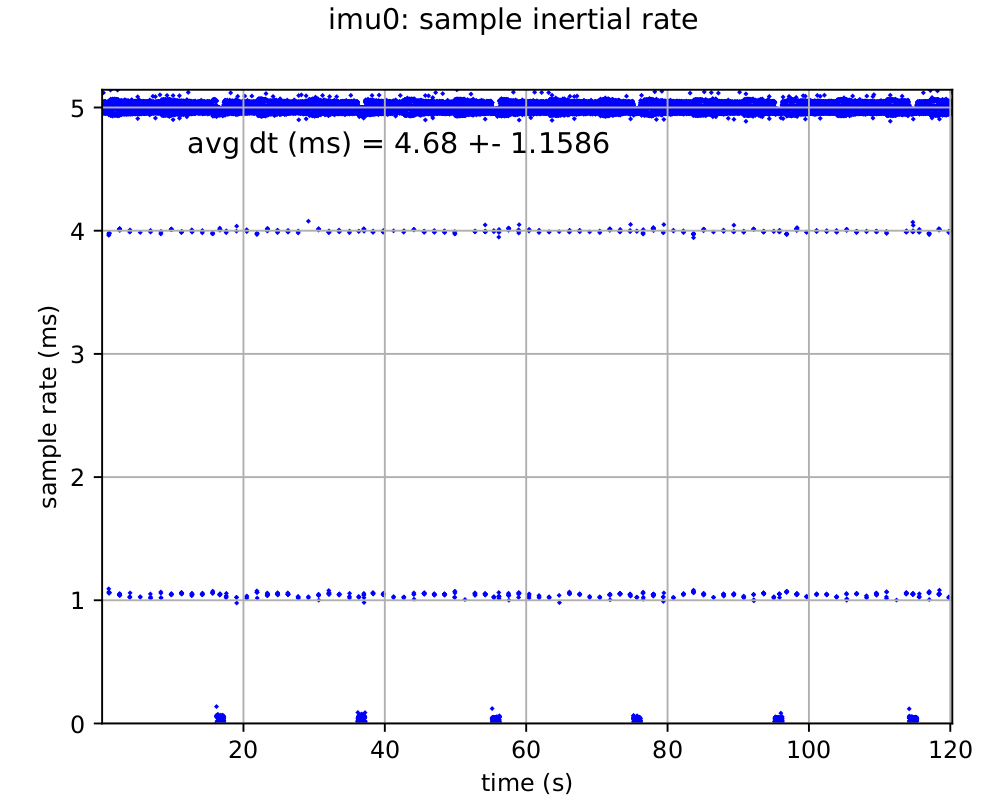 imu0: sample inertial rate
avg dt (ms) = 4.68 +- 1.1586
sample rate (ms)
5
4
3
2
1
0
20 40 60 80 100 120
time (s)